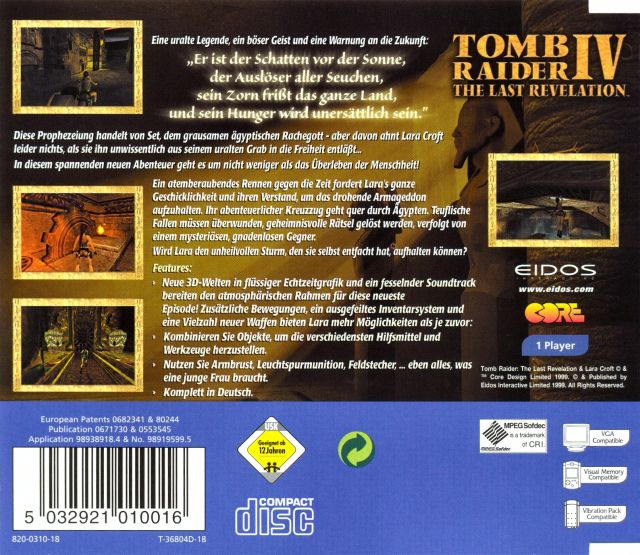 Eine uralte Legende, ein böser Geist und eine Warnung an die Zukunft:
„Er ist der Schatten vor der Sonne,
der Auslöser aller Seuchen,
sein Zorn frißt das ganze Land,
und sein Hunger wird unersättlich sein.”
TOMB
RAIDER IV
THE LAST REVELATION
Diese Prophezeiung handelt von Set, dem grausamen ägyptischen Rachegott - aber davon ahnt Lara Croft
leider nichts, als sie ihn unwissentlich aus seinem uralten Grab in die Freiheit entläßt...
In diesem spannenden neuen Abenteuer geht es um nicht weniger als das Überleben der Menschheit!
Ein atemberaubendes Rennen gegen die Zeit fordert Lara's ganze
Geschicklichkeit und ihren Verstand, um das drohende Armageddon
aufzuhalten. Ihr abenteuerlicher Kreuzzug geht quer durch Ägypten. Teuflische
Fallen müssen überwunden, geheimnisvolle Rätsel gelöst werden, verfolgt von
einem mysteriösen, gnadenlosen Gegner.
Wird Lara den unheilvollen Sturm, den sie selbst entfacht hat, aufhalten können?
Features:
› Neue 3D-Welten in flüssiger Echtzeitgrafik und ein fesselnder Soundtrack
bereiten den atmosphärischen Rahmen für diese neueste
Episode! Zusätzliche Bewegungen, ein ausgefeiltes Inventarsystem und
eine Vielzahl neuer Waffen bieten Lara mehr Möglichkeiten als je zuvor:
› Kombinieren Sie Objekte, um die verschiedensten Hilfsmittel und
Werkzeuge herzustellen.
› Nutzen Sie Armbrust, Leuchtspurmunition, Feldstecher, ... eben alles, was
eine junge Frau braucht.
› Komplett in Deutsch.
EIDOS
INTERACTIVE
www.eidos.com
CORE
1 Player
Tomb Raider: The Last Revelation & Lara Croft © &
™ Core Design Limited 1999. © & Published by
Eidos Interactive Limited 1999. All Rights Reserved.
European Patents 0682341 & 80244
Publication 0671730 & 0553545
Application 98938918.4 & No. 98919599.5
5 032921 010016
820-0310-18
T-36804D-18
USK
Geeignet ab
12 Jahren
COMPACT
disc
MPEG Sofdec
MPEG Sofdec
is a trademark
of CRI.
VGA
Compatible
Visual Memory
Compatible
Vibration Pack
Compatible